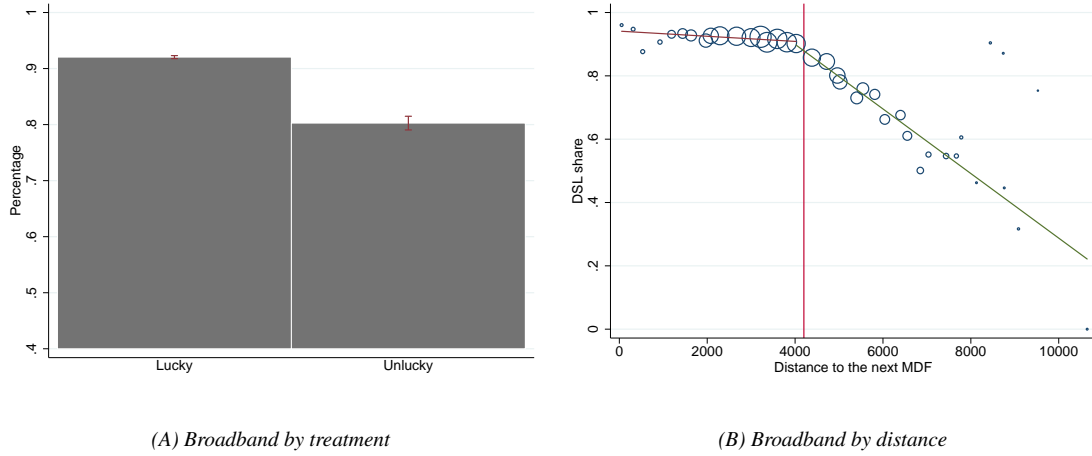 1
.9
.8
.7
.6
.5
.4
Percentage
Lucky
Unlucky
(A) Broadband by treatment
1
.8
.6
.4
.2
0
DSL share
0
2000
4000
6000
8000
10000
Distance to the next MDF
(B) Broadband by distance